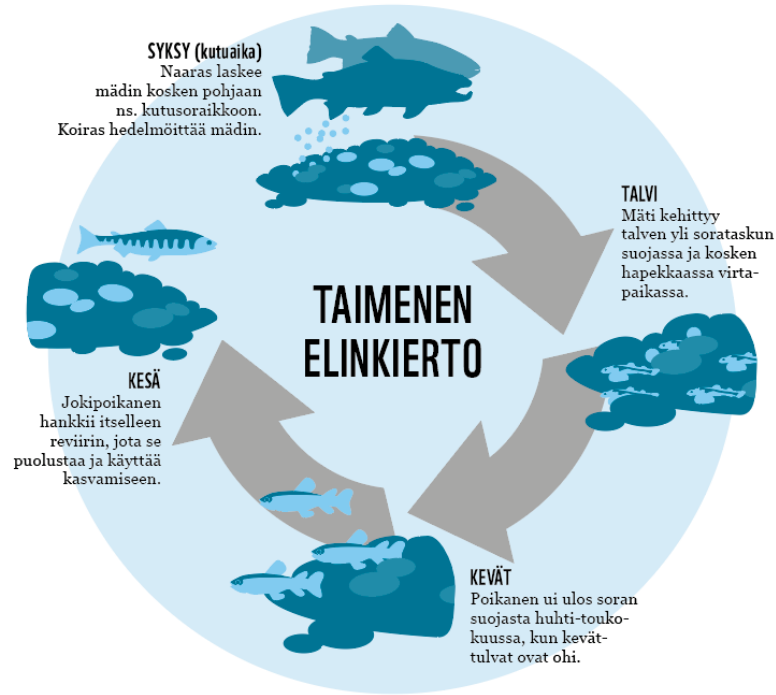 SYKSY (kutuaika)
Naaras laskee
mädin kosken pohjaan
ns. kutusoraikkoon.
Koiras hedelmöittää mädin.
TALVI
Mäti kehittyy
talven yli sorataskun
suojassa ja kosken
hapekkaassa virta-
paikassa.
TAIMENEN
ELINKIERTO
KESÄ
Jokipoikanen
hankkii itselleen
reviirin, jota se
puolustaa ja käyttää
kasvamiseen.
KEVÄT
Poikanen ui ulos soran
suojasta huhti-touko-
kuussa, kun kevät-
tulvat ovat ohi.